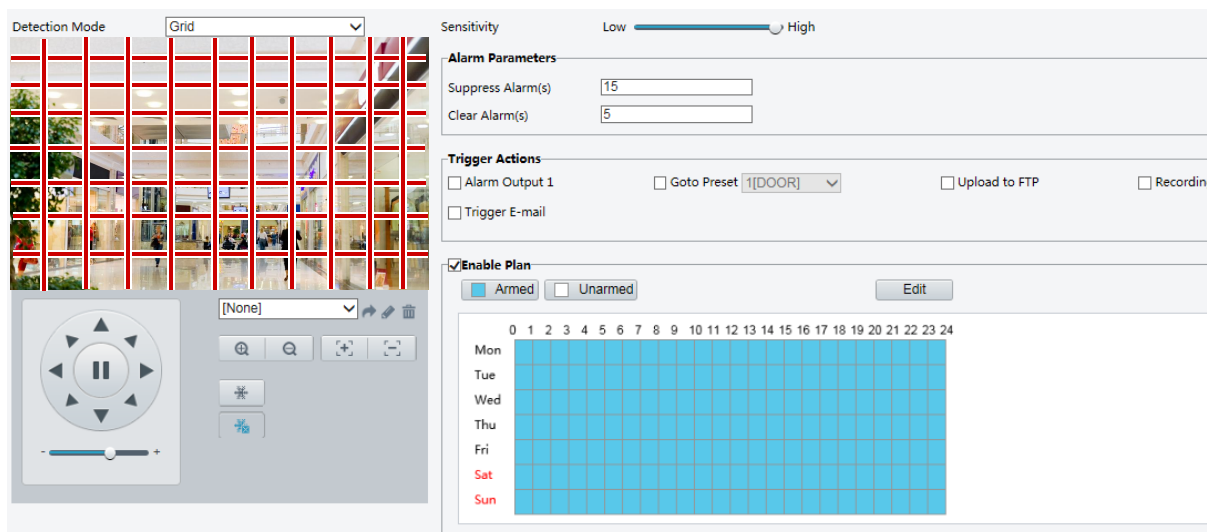 Detection Mode Grid
Sensitivity Low High
Alarm Parameters
Suppress Alarm(s) 15
Clear Alarm(s) 5
Trigger Actions
Alarm Output 1 Goto Preset 1[DOOR] Upload to FTP Recordin
Trigger E-mail
Enable Plan
Armed Unarmed Edit
[None]
0 1 2 3 4 5 6 7 8 9 10 11 12 13 14 15 16 17 18 19 20 21 22 23 24
Mon
Tue
Wed
Thu
Fri
Sat
Sun
- +